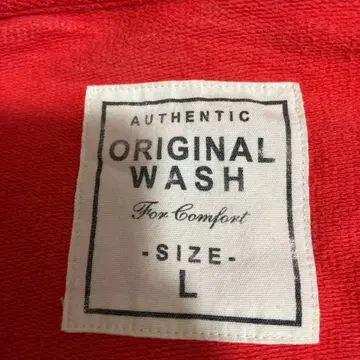 AUTHENTIC
ORIGINAL
WASH
For Comfort
-SIZE-
L